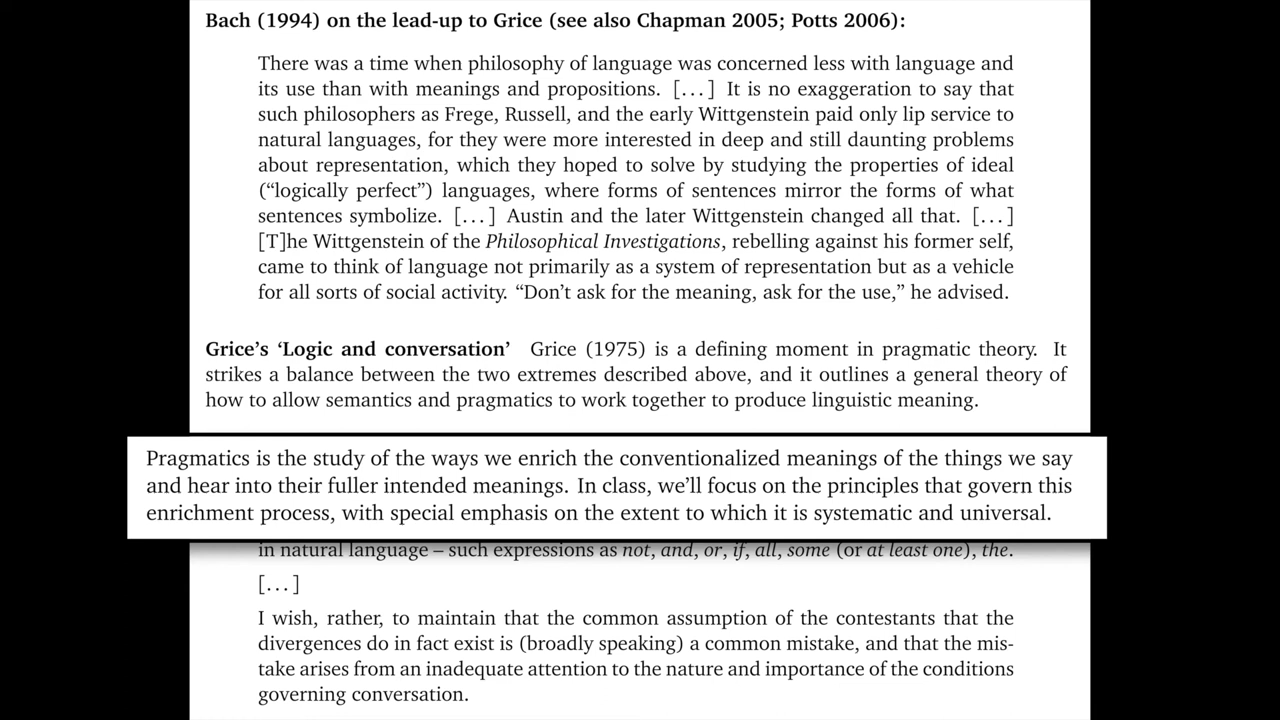 Bach (1994) on the lead-up to Grice (see also Chapman 2005; Potts 2006):
There was a time when philosophy of language was concerned less with language and
its use than with meanings and propositions. [...] It is no exaggeration to say that
such philosophers as Frege, Russell, and the early Wittgenstein paid only lip service to
natural languages, for they were more interested in deep and still daunting problems
about representation, which they hoped to solve by studying the properties of ideal
(“logically perfect”) languages, where forms of sentences mirror the forms of what
sentences symbolize. [...] Austin and the later Wittgenstein changed all that. [...]
[T]he Wittgenstein of the Philosophical Investigations, rebelling against his former self,
came to think of language not primarily as a system of representation but as a vehicle
for all sorts of social activity. “Don’t ask for the meaning, ask for the use,” he advised.
Grice’s ‘Logic and conversation’ Grice (1975) is a defining moment in pragmatic theory. It
strikes a balance between the two extremes described above, and it outlines a general theory of
how to allow semantics and pragmatics to work together to produce linguistic meaning.
Pragmatics is the study of the ways we enrich the conventionalized meanings of the things we say
and hear into their fuller intended meanings. In class, we’ll focus on the principles that govern this
enrichment process, with special emphasis on the extent to which it is systematic and universal.
in natural language – such expressions as not, and, or, if, all, some (or at least one), the.
[...]
I wish, rather, to maintain that the common assumption of the contestants that the
divergences do in fact exist is (broadly speaking) a common mistake, and that the mis-
take arises from an inadequate attention to the nature and importance of the conditions
governing conversation.